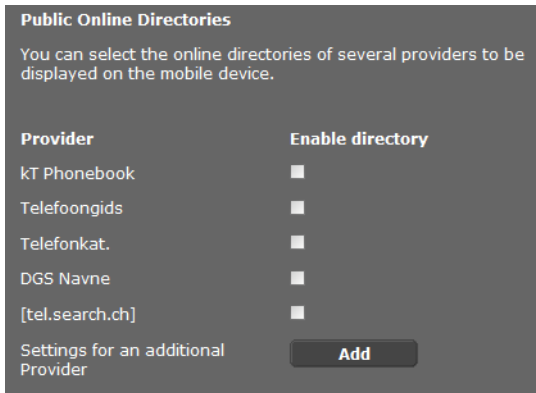 Public Online Directories
You can select the online directories of several providers to be
displayed on the mobile device.
Provider Enable directory
kT Phonebook
Telefoongids
Telefonkat.
DGS Navne
[tel.search.ch]
Settings for an additional
Provider
Add